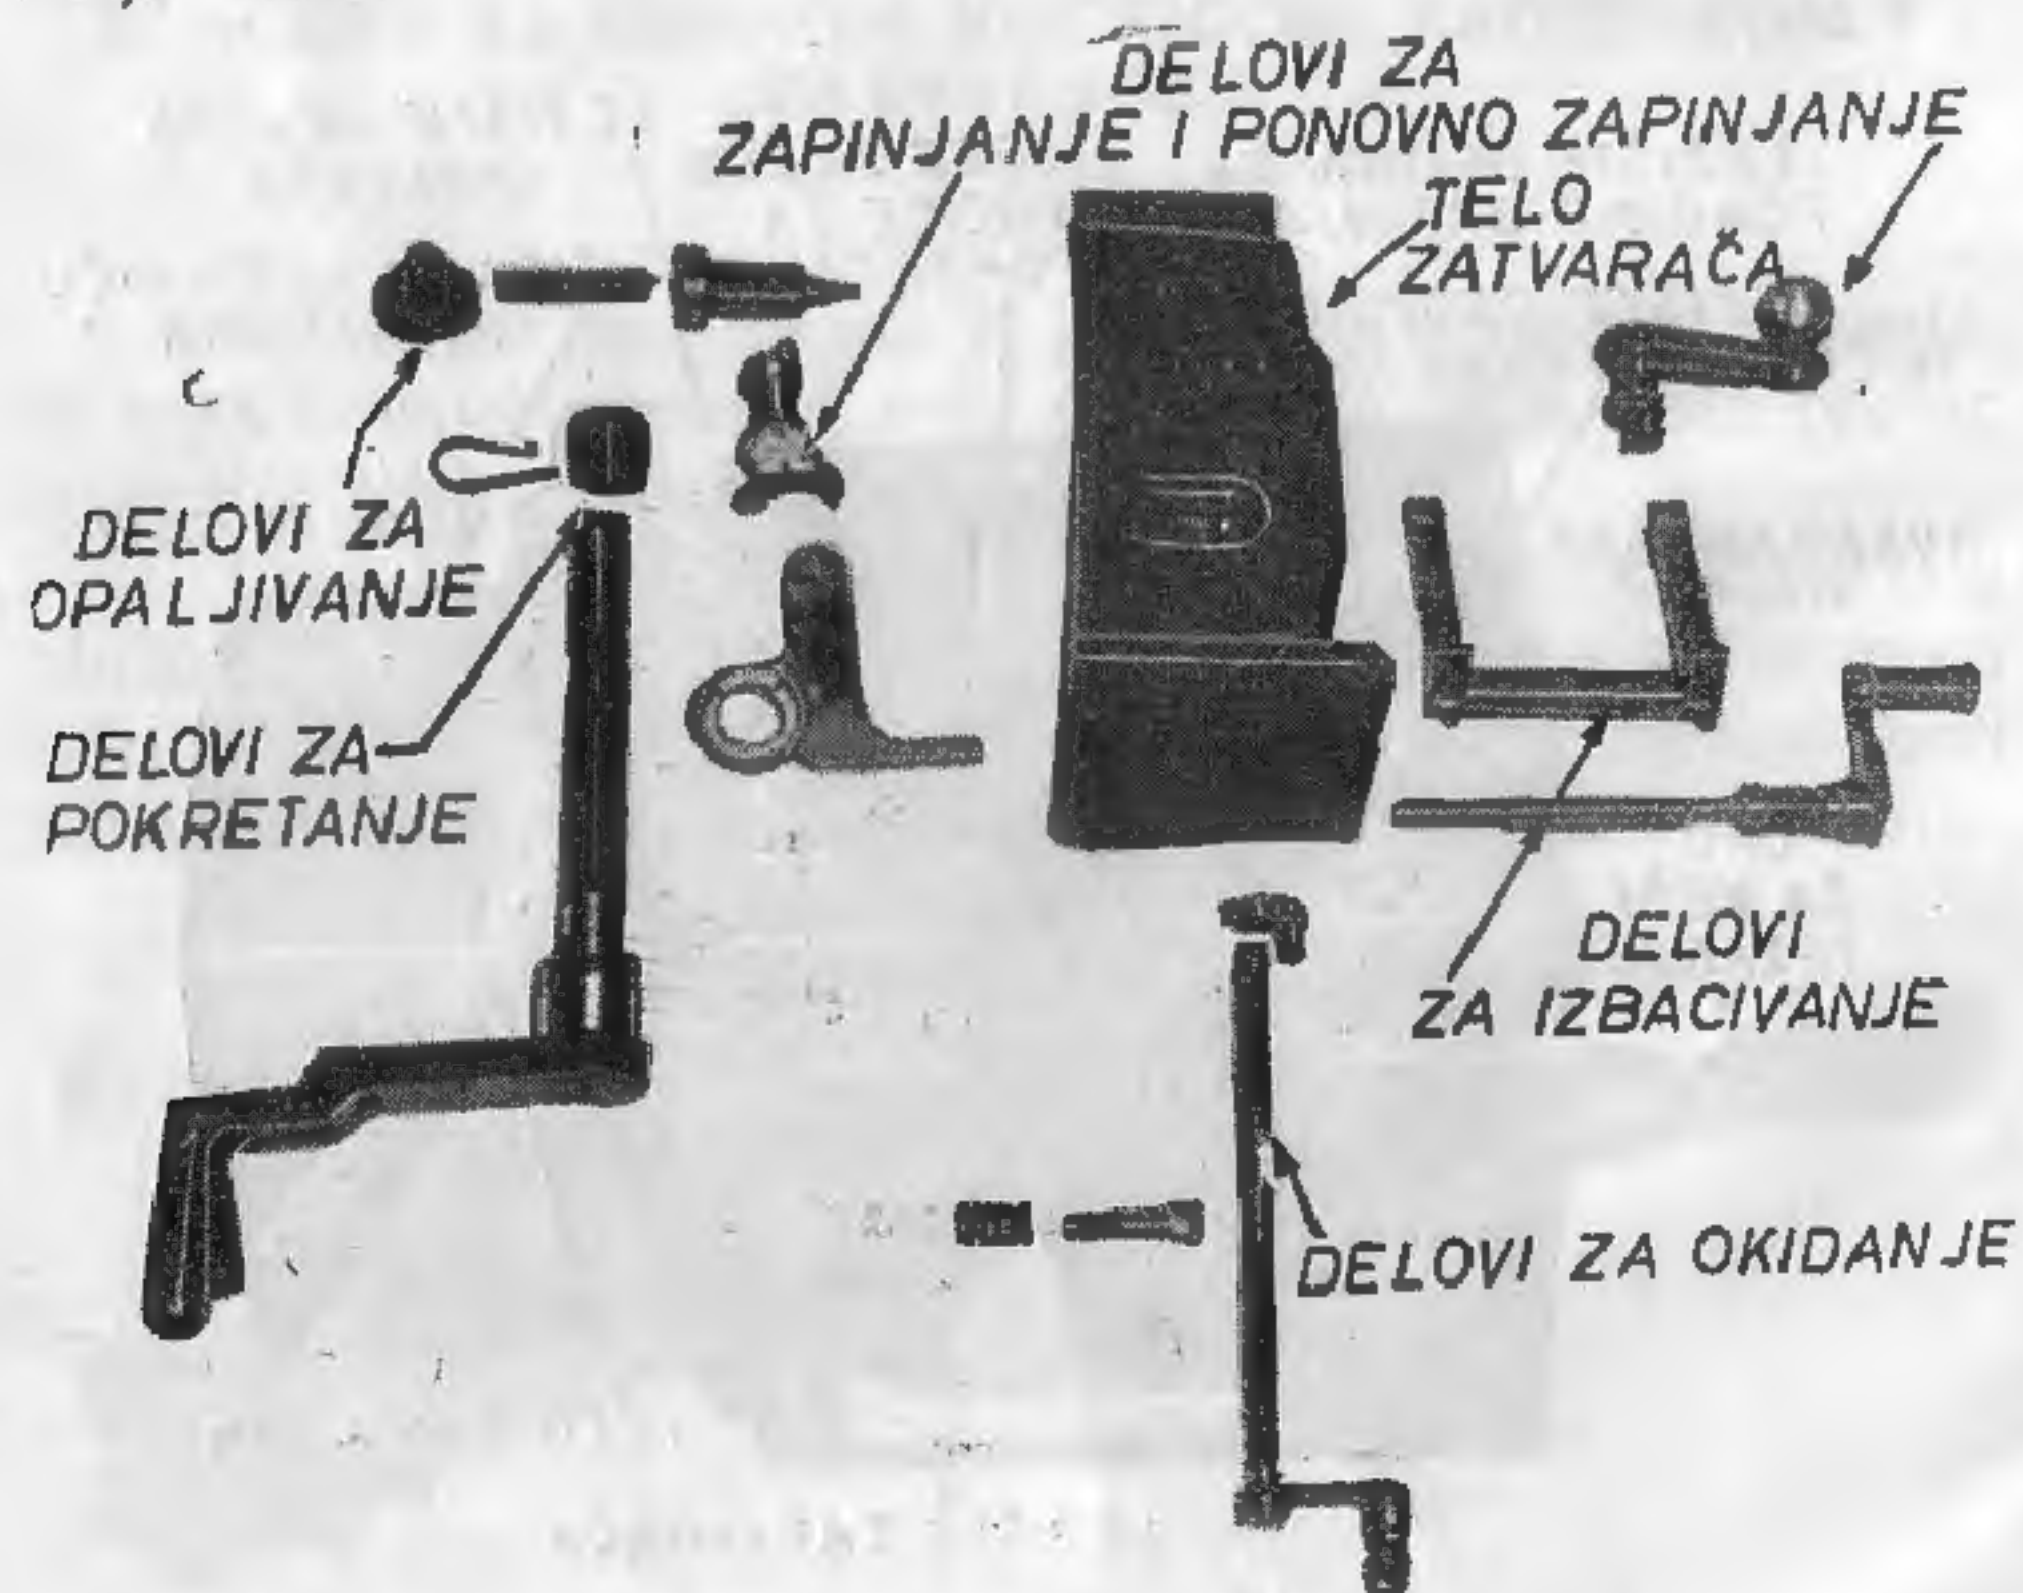 DELOVI ZA
ZAPINJANJE I PONOVNO ZAPINJANJE
TELO
ZATVARAČA
DELOVI ZA
OPALJIVANJE
DELOVI ZA
POKRETANJE
DELOVI
ZA IZBACIVANJE
DELOVI ZA OKIDANJE